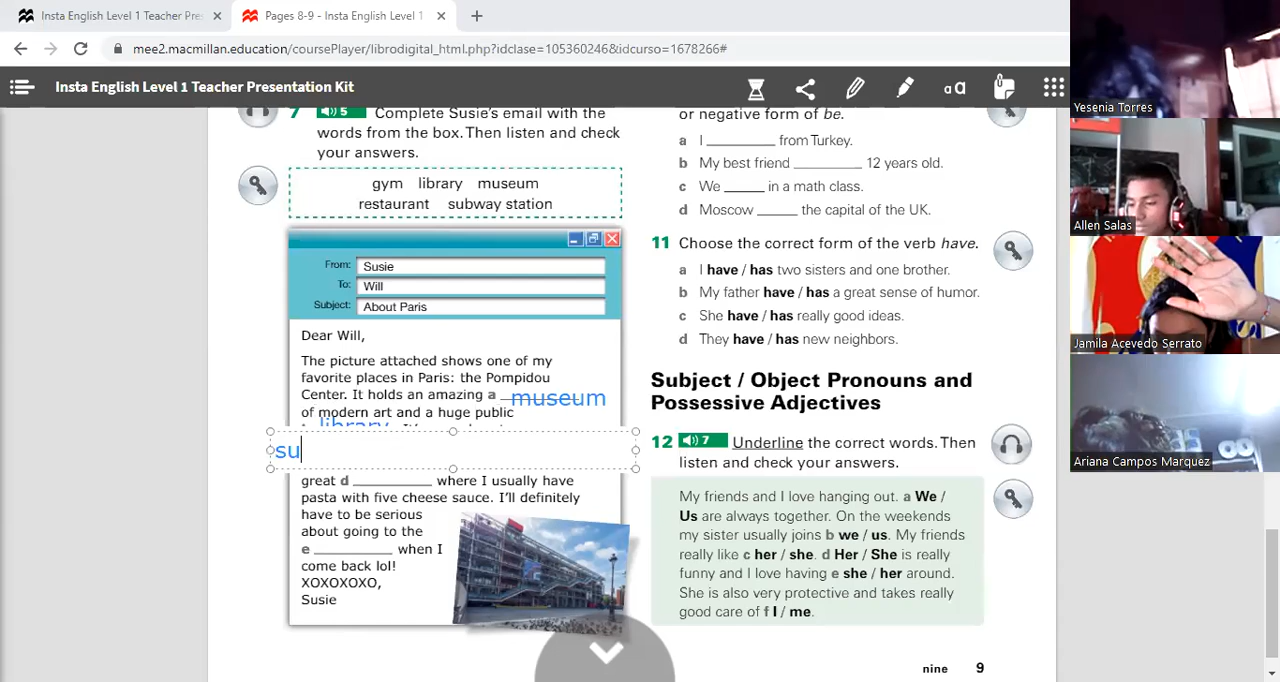 Insta English Level 1 Teacher Pre
Pages 8-9 - Insta English Level 1
mee2.macmillan.education/coursePlayer/librodigital_html.php?idclase=105360246&idcurso=1678266#
Insta English Level 1 Teacher Presentation Kit
aa
7 5 Complete Susie's email with the
words from the box. Then listen and check
your answers.
gym library museum
restaurant subway station
From: Susie
To: Will
Subject: About Paris
Dear Will,
The picture attached shows one of my
favorite places in Paris: the Pompidou
Center. It holds an amazing a museum
of modern art and a huge public
library
su
great d __________ where I usually have
pasta with five cheese sauce. I'll definitely
have to be serious
about going to the
e __________ when I
come back lol!
XOXOXOXO,
Susie
or negative form of be.
a I __________ from Turkey.
b My best friend __________ 12 years old.
c We ______ in a math class.
d Moscow ______ the capital of the UK.
11 Choose the correct form of the verb have.
a I have / has two sisters and one brother.
b My father have / has a great sense of humor.
c She have / has really good ideas.
d They have / has new neighbors.
Subject / Object Pronouns and
Possessive Adjectives
12 7 Underline the correct words. Then
listen and check your answers.
My friends and I love hanging out. a We /
Us are always together. On the weekends
my sister usually joins b we / us. My friends
really like c her / she. d Her / She is really
funny and I love having e she / her around.
She is also very protective and takes really
good care of f I / me.
nine 9
Yesenia Torres
Allen Salas
Jamila Acevedo Serrato
Ariana Campos Marquez